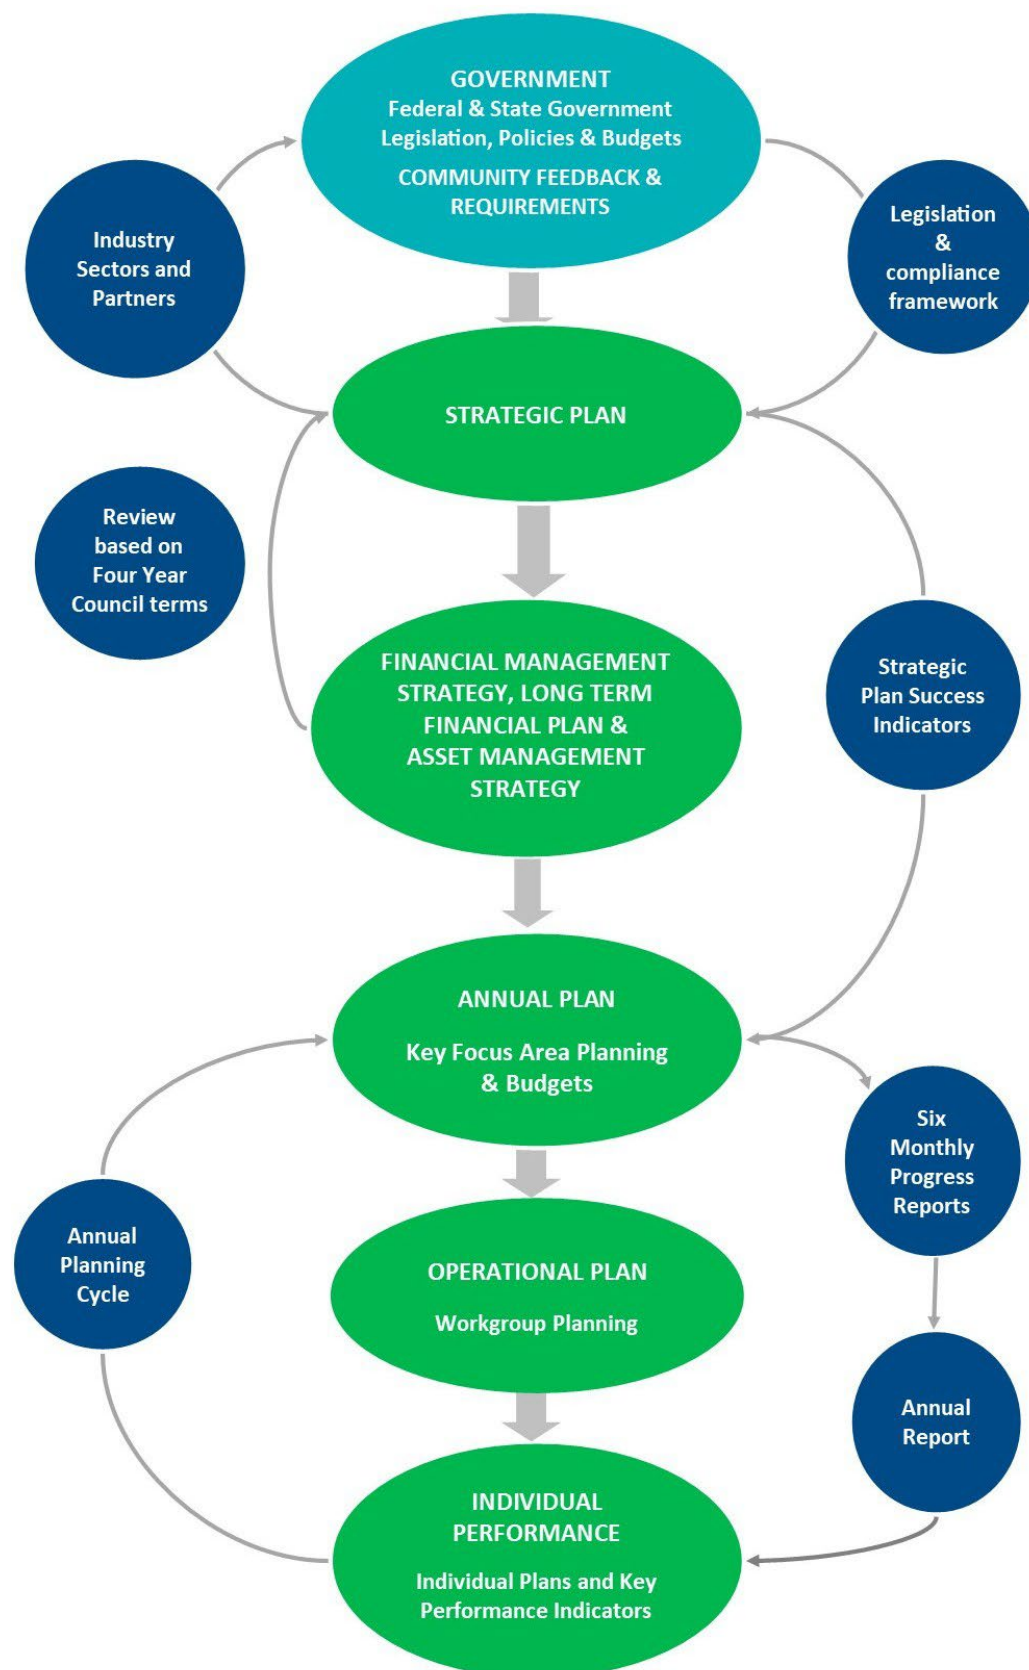 GOVERNMENT
Federal & State Government
Legislation, Policies & Budgets
COMMUNITY FEEDBACK &
REQUIREMENTS
Industry
Sectors and
Partners
Legislation
&
compliance
framework
STRATEGIC PLAN
Review
based on
Four Year
Council terms
FINANCIAL MANAGEMENT
STRATEGY, LONG TERM
FINANCIAL PLAN &
ASSET MANAGEMENT
STRATEGY
Strategic
Plan Success
Indicators
ANNUAL PLAN
Key Focus Area Planning
& Budgets
Six
Monthly
Progress
Reports
Annual
Planning
Cycle
OPERATIONAL PLAN
Workgroup Planning
Annual
Report
INDIVIDUAL
PERFORMANCE
Individual Plans and Key
Performance Indicators